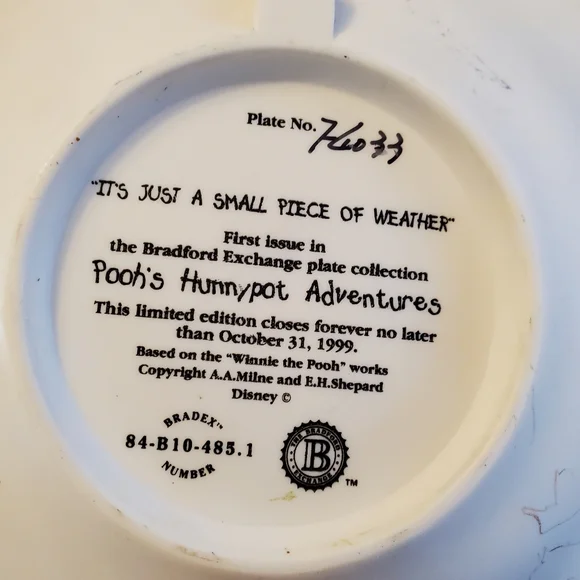 Plate No. 
"IT'S JUST A SMALL PIECE OF WEATHER"
First issue in
the Bradford Exchange plate collection
Pooh's Hunnypot Adventures
This limited edition closes forever no later
than October 31, 1999.
Based on the "Winnie the Pooh" works
Copyright A.A.Milne and E.H.Shepard
Disney ©
BRADEX™
84-B10-485.1
NUMBER
THE BRADFORD
B
EXCHANGE
TM